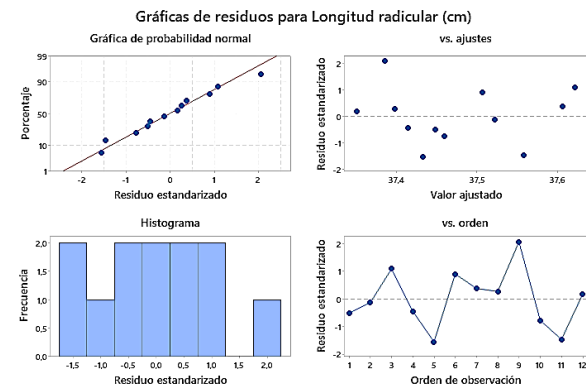 Gráficas de residuos para Longitud radicular (cm)
Gráfica de probabilidad normal
Porcentaje
99
90
50
10
1
-2 -1 0 1 2
Residuo estandarizado
vs. ajustes
Residuo estandarizado
2
1
0
-1
-2
37,4 37,5 37,6
Valor ajustado
Histograma
Frecuencia
2,0
1,5
1,0
0,5
0,0
-1,5 -1,0 -0,5 0,0 0,5 1,0 1,5 2,0
Residuo estandarizado
vs. orden
Residuo estandarizado
2
1
0
-1
-2
1 2 3 4 5 6 7 8 9 10 11 12
Orden de observación